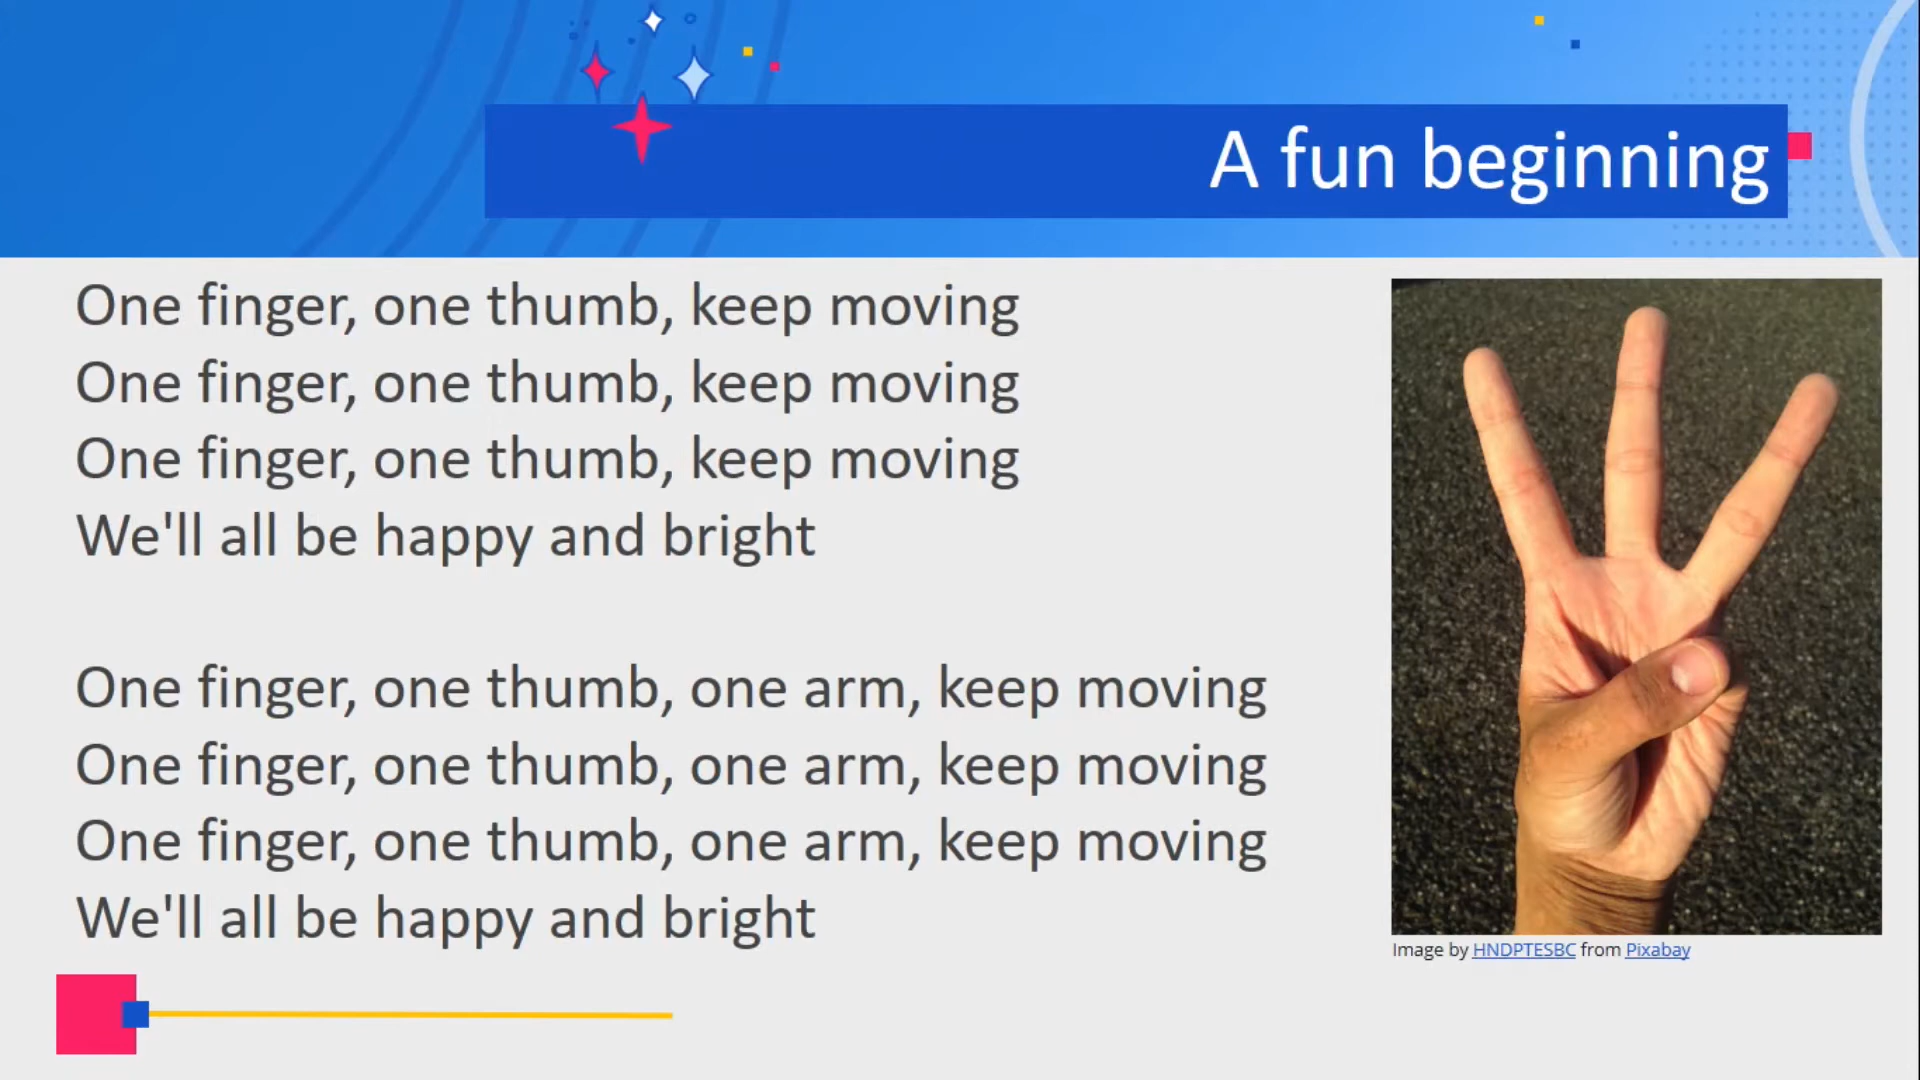 A fun beginning
One finger, one thumb, keep moving
One finger, one thumb, keep moving
One finger, one thumb, keep moving
We'll all be happy and bright
One finger, one thumb, one arm, keep moving
One finger, one thumb, one arm, keep moving
One finger, one thumb, one arm, keep moving
We'll all be happy and bright
Image by HNDPTESBC from Pixabay